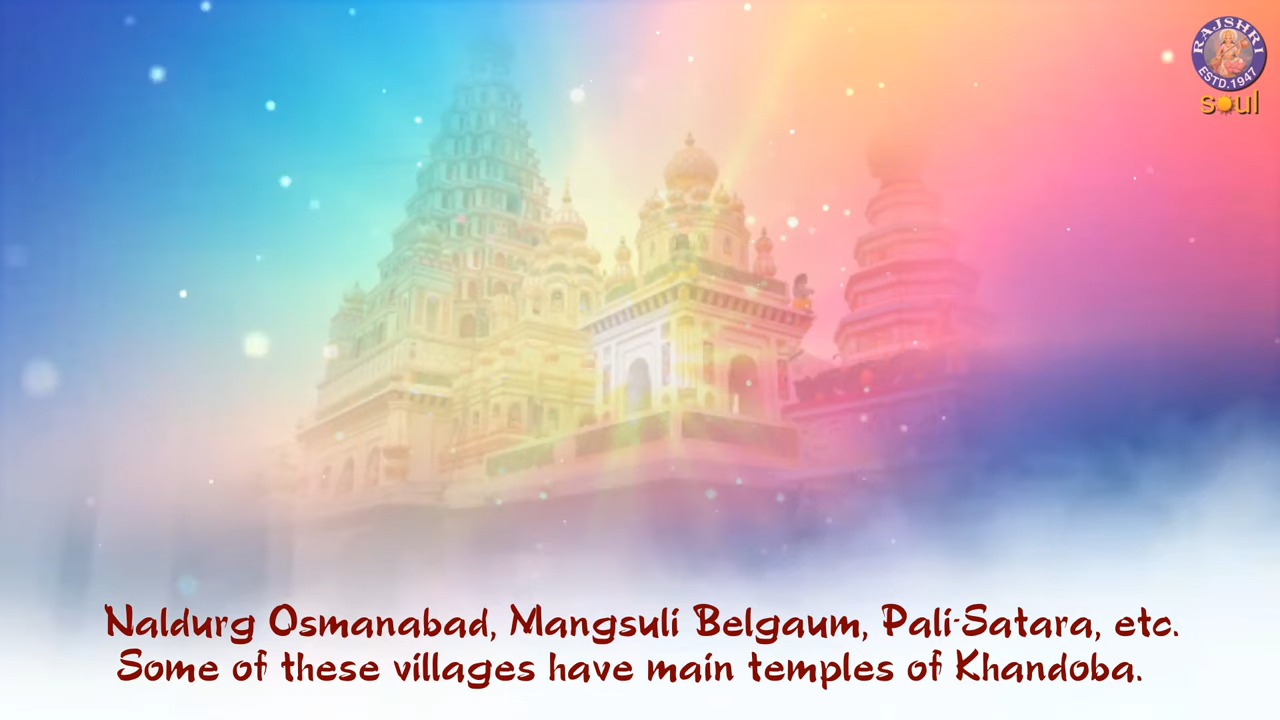 RAJSHRI
ESTD.1947
soul
Naldurg Osmanabad, Mangsuli Belgaum, Pali-Satara, etc.
Some of these villages have main temples of Khandoba.